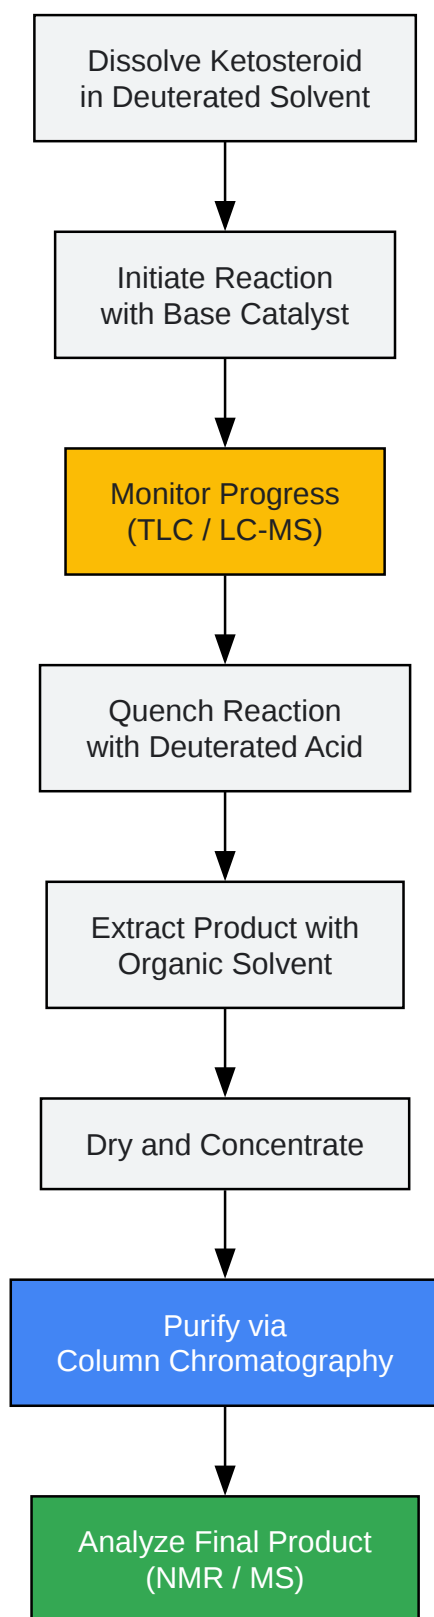 Dissolve Ketosteroid
in Deuterated Solvent
Initiate Reaction
with Base Catalyst
Monitor Progress
(TLC / LC-MS)
Quench Reaction
with Deuterated Acid
Extract Product with
Organic Solvent
Dry and Concentrate
Purify via
Column Chromatography
Analyze Final Product
(NMR / MS)